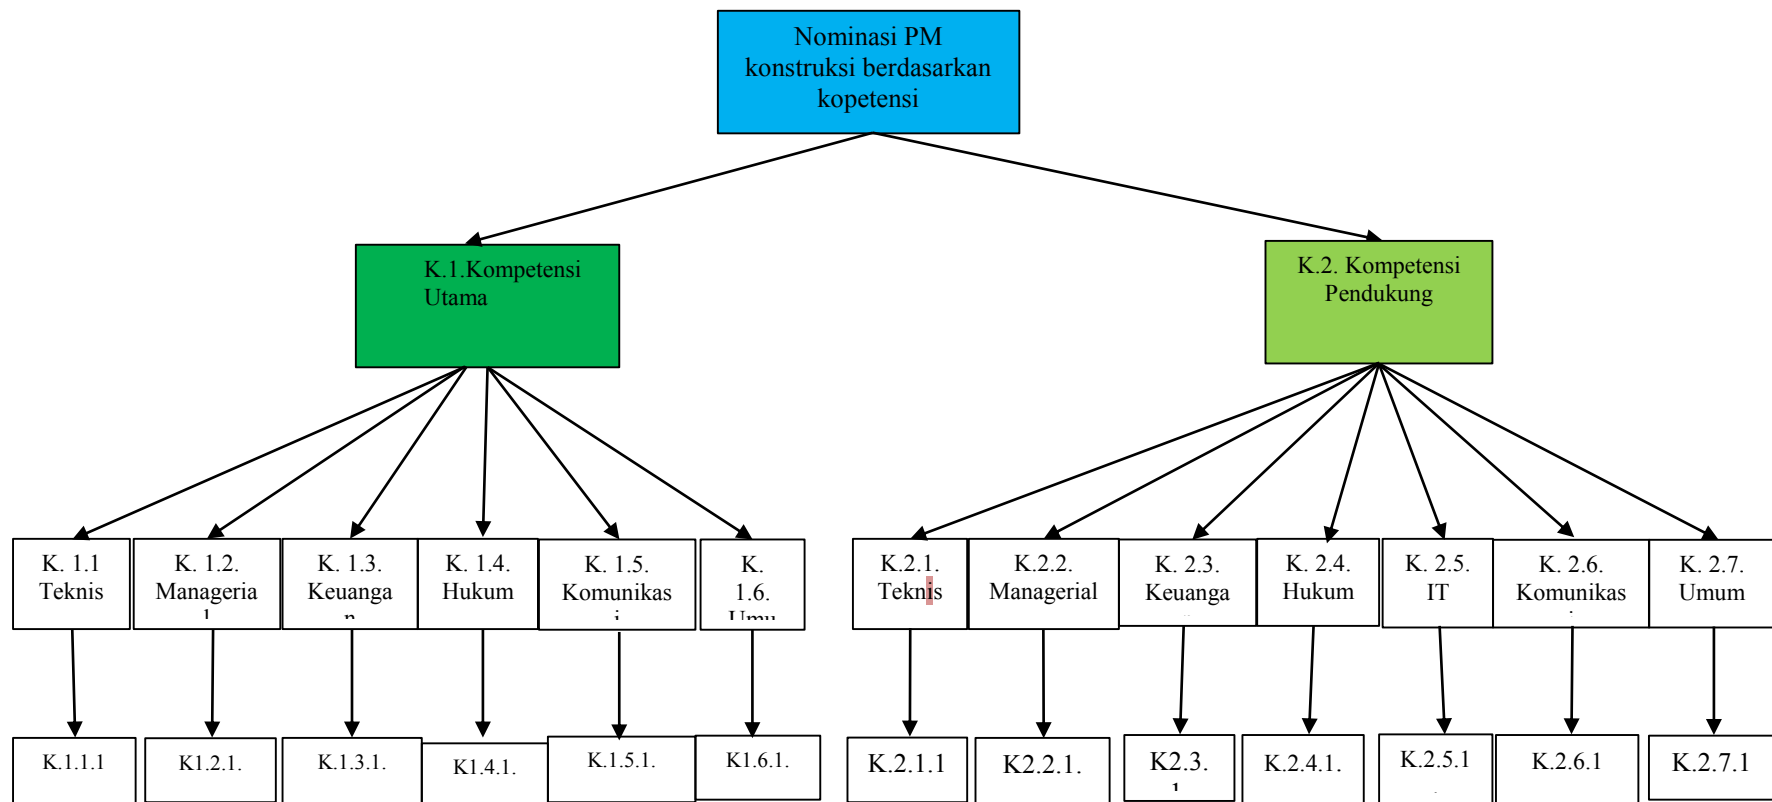 Nominasi PM
konstruksi berdasarkan
kopetensi
K.1.Kompetensi
Utama
K.2. Kompetensi
Pendukung
K. 1.1
Teknis
K. 1.2.
Manageria
l
K. 1.3.
Keuanga
n
K. 1.4.
Hukum
K. 1.5.
Komunikas
i
K.
1.6.
Umu
K.2.1.
Teknis
K.2.2.
Managerial
K. 2.3.
Keuanga
n
K. 2.4.
Hukum
K. 2.5.
IT
K. 2.6.
Komunikas
i
K. 2.7.
Umum
K.1.1.1
K1.2.1.
K.1.3.1.
K1.4.1.
K.1.5.1.
K1.6.1.
K.2.1.1
K2.2.1.
K2.3.
1
K.2.4.1.
K.2.5.1
.
K.2.6.1
K.2.7.1